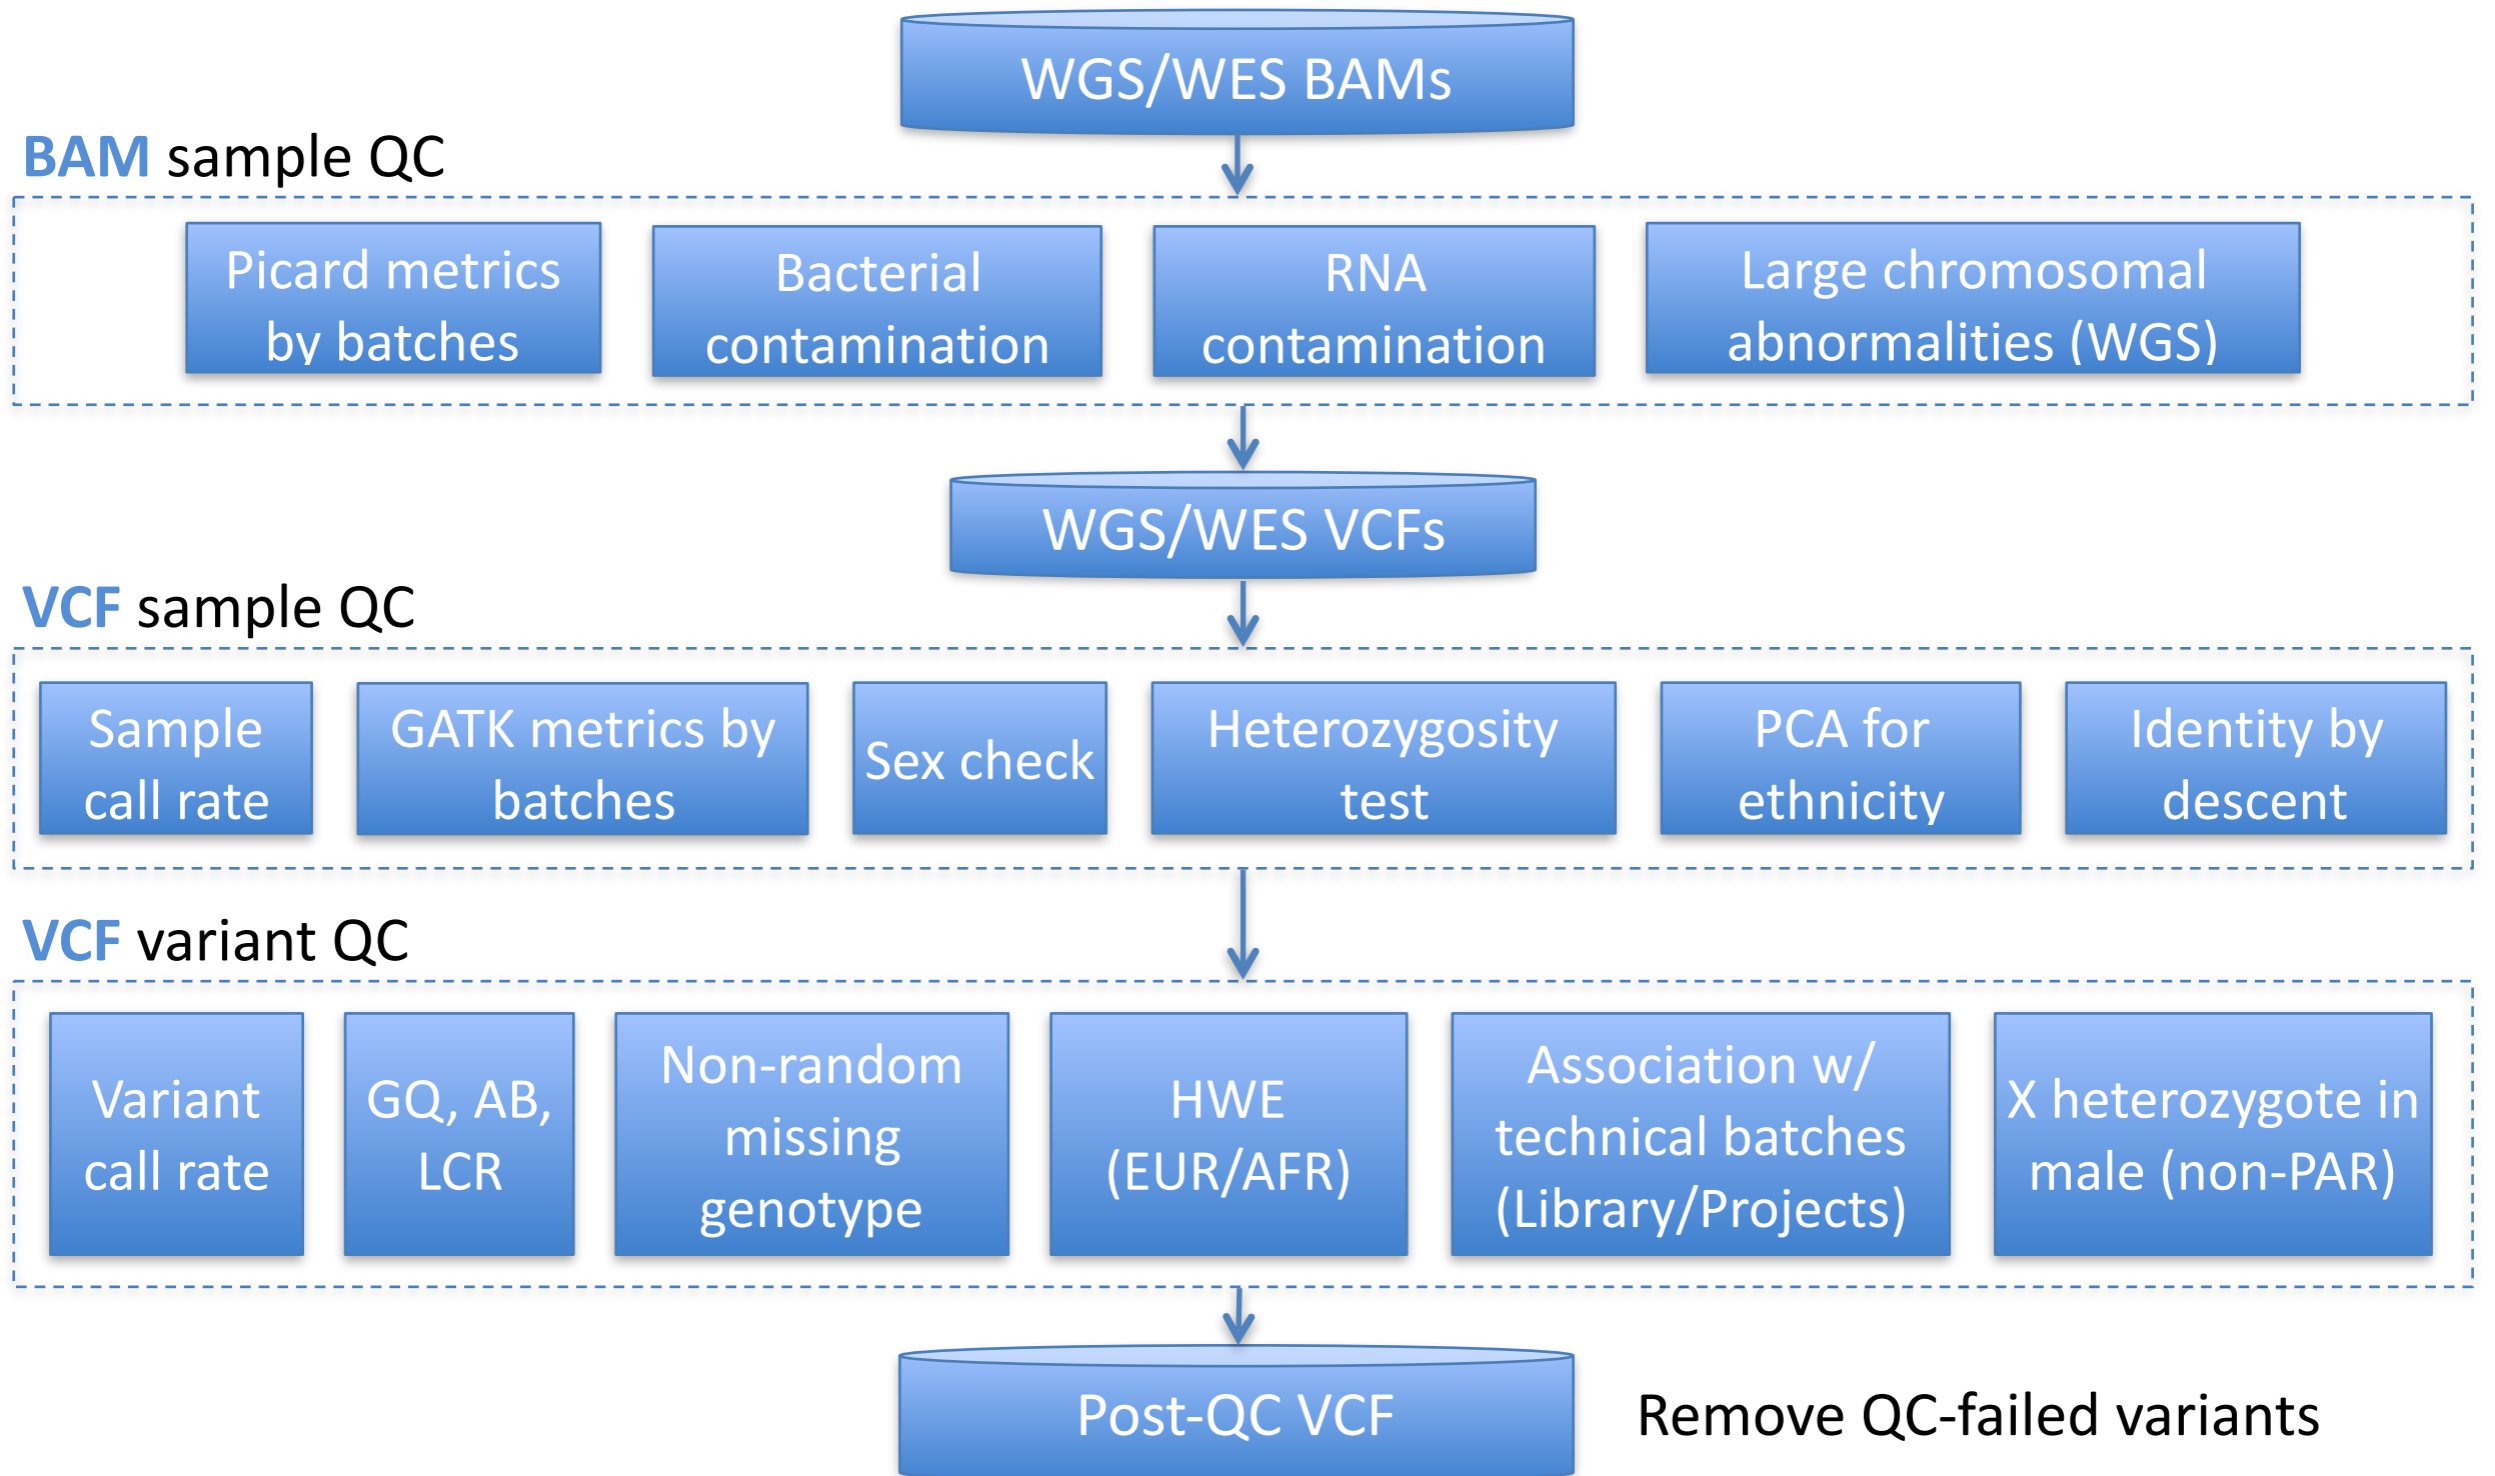 WGS/WES BAMs
BAM sample QC
Picard metrics
by batches
Bacterial
contamination
RNA
contamination
Large chromosomal
abnormalities (WGS)
WGS/WES VCFs
VCF sample QC
Sample
call rate
GATK metrics by
batches
Sex check
Heterozygosity
test
PCA for
ethnicity
Identity by
descent
VCF variant QC
Variant
call rate
GQ, AB,
LCR
Non-random
missing
genotype
HWE
(EUR/AFR)
Association w/
technical batches
(Library/Projects)
X heterozygote in
male (non-PAR)
Post-QC VCF
Remove QC-failed variants